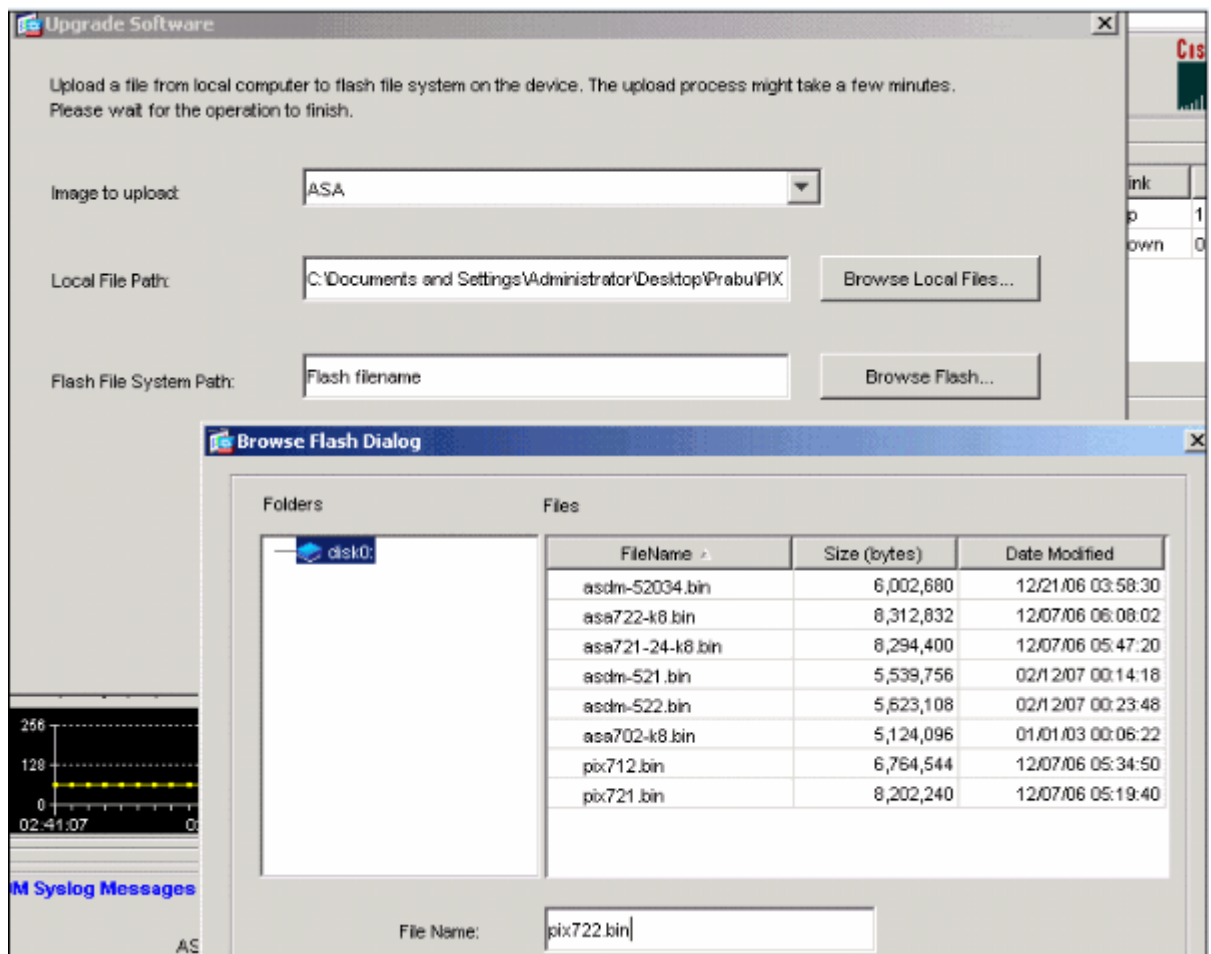 Upgrade Software
Cis
Upload a file from local computer to flash file system on the device. The upload process might take a few minutes.
Please wait for the operation to finish.
Image to upload:
ASA
ink
p 1
own 0
Local File Path:
C:\Documents and Settings\Administrator\Desktop\Prabu\PIX
Browse Local Files...
Flash File System Path:
Flash filename
Browse Flash...
Browse Flash Dialog
Folders
Files
disk0:
FileName Size (bytes) Date Modified
asdm-52034.bin 6,002,680 12/21/06 03:58:30
asa722-k8.bin 8,312,832 12/07/06 06:08:02
asa721-24-k8.bin 8,294,400 12/07/06 05:47:20
asdm-521.bin 5,539,756 02/12/07 00:14:18
asdm-522.bin 5,623,108 02/12/07 00:23:48
asa702-k8.bin 5,124,096 01/01/03 00:06:22
pix712.bin 6,764,544 12/07/06 05:34:50
pix721.bin 8,202,240 12/07/06 05:19:40
256
128
0
02:41:07 0
M Syslog Messages
File Name:
pix722.bin
AS